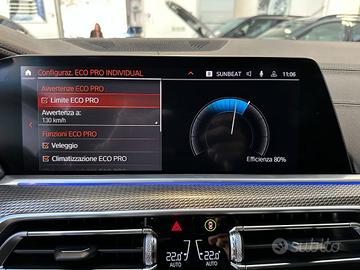 Configuraz. ECO PRO INDIVIDUAL
SUNBEAT
11:06
Avvertenze ECO PRO
Limite ECO PRO
Avvertenza a:
130 km/h
Funzioni ECO PRO
Veleggio
Climatizzazione ECO PRO
Efficienza 80%
22.0
AUTO
22.0
AUTO
subito